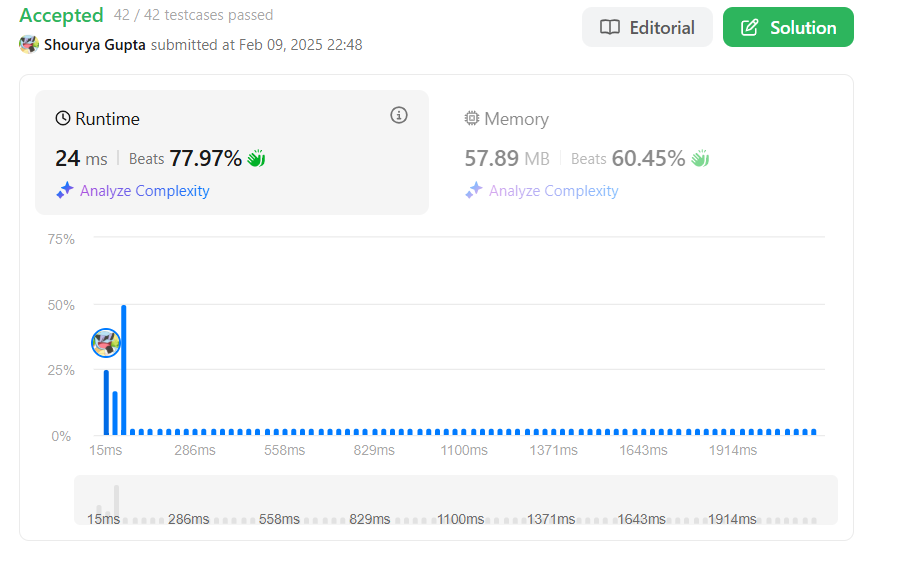 Accepted 42 / 42 testcases passed
Editorial
Solution
Shourya Gupta submitted at Feb 09, 2025 22:48
Runtime
24 ms | Beats 77.97%
Analyze Complexity
Memory
57.89 MB | Beats 60.45%
Analyze Complexity
75%
50%
25%
0%
15ms 286ms 558ms 829ms 1100ms 1371ms 1643ms 1914ms
15ms 286ms 558ms 829ms 1100ms 1371ms 1643ms 1914ms